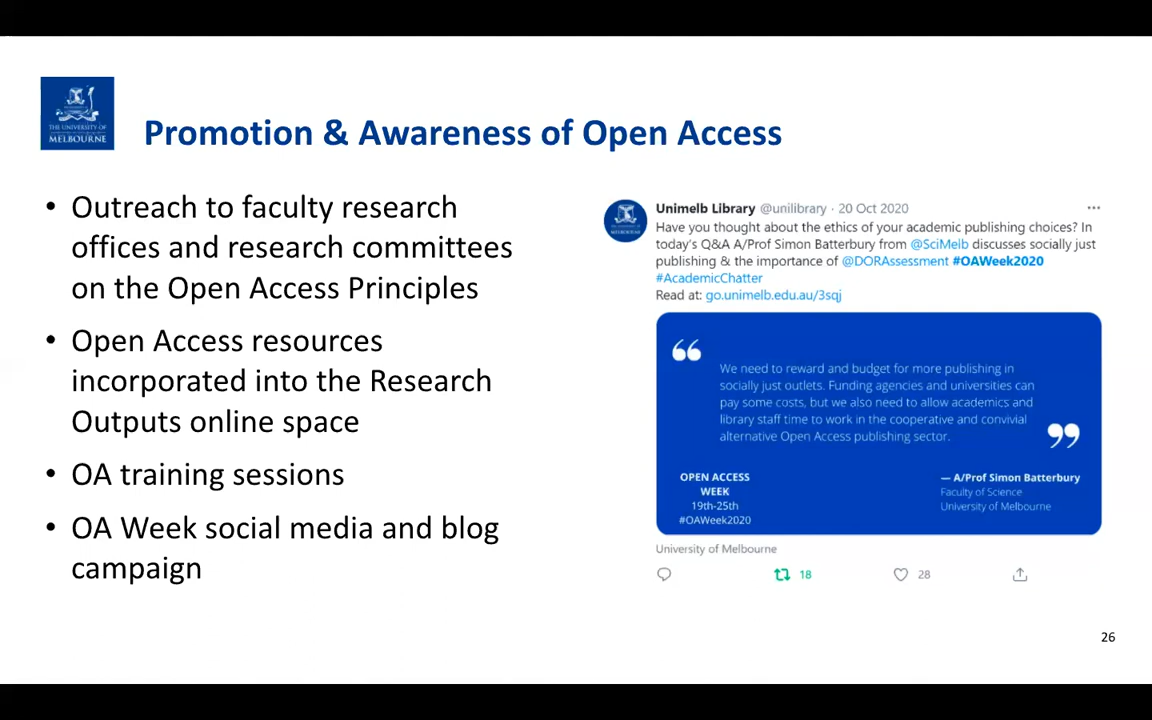 THE UNIVERSITY OF
MELBOURNE
Promotion & Awareness of Open Access
• Outreach to faculty research
offices and research committees
on the Open Access Principles
• Open Access resources
incorporated into the Research
Outputs online space
• OA training sessions
• OA Week social media and blog
campaign
Unimelb Library @unilibrary · 20 Oct 2020
Have you thought about the ethics of your academic publishing choices? In
today's Q&A A/Prof Simon Batterbury from @SciMelb discusses socially just
publishing & the importance of @DORAssessment #OAWeek2020
#AcademicChatter
Read at: go.unimelb.edu.au/3sqj
“
We need to reward and budget for more publishing in
socially just outlets. Funding agencies and universities can
pay some costs, but we also need to allow academics and
library staff time to work in the cooperative and convivial
alternative Open Access publishing sector.
”
OPEN ACCESS
WEEK
19th-25th
#OAWeek2020
— A/Prof Simon Batterbury
Faculty of Science
University of Melbourne
University of Melbourne
18
28
26